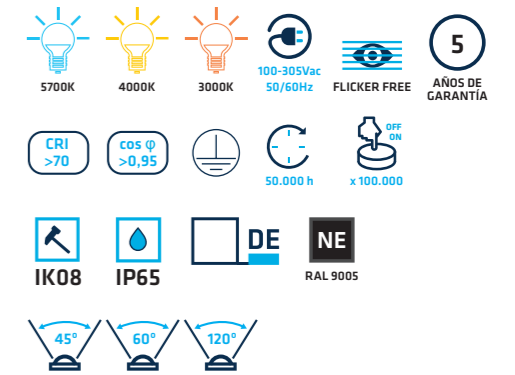 5700K
4000K
3000K
100-305Vac
50/60Hz
FLICKER FREE
5
AÑOS DE
GARANTÍA
CRI
>70
cos φ
>0,95
50.000 h
OFF
ON
x 100.000
IK08
IP65
DE
NE
RAL 9005
45°
60°
120°